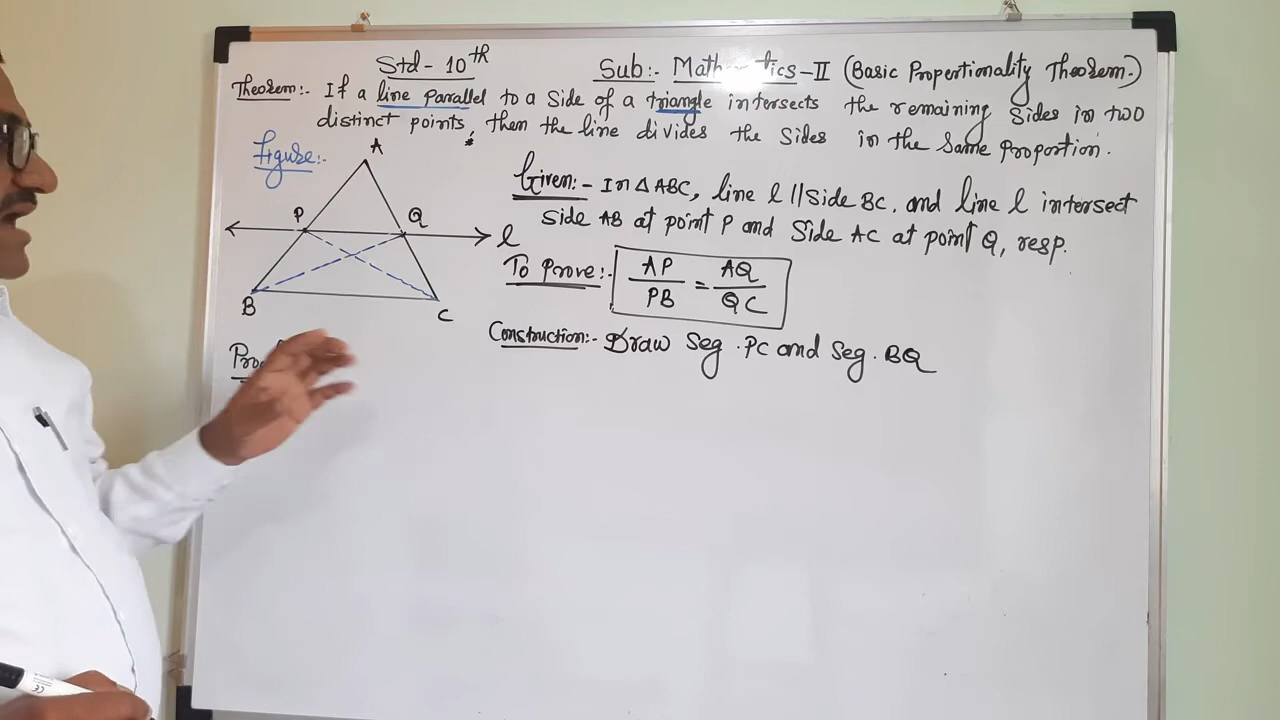 Std - 10th
Sub:- Mathematics-II (Basic Propertionality Theorem.)
Theorem:- If a line parallel to a Side of a triangle intersects the remaining Sides in two
distinct points, then the line divides the Sides in the Same Proportion.
Figure:-
A
P
Q
l
B
C
Given:- In △ABC, line l || Side BC. and line l intersect
Side AB at point P and Side AC at point Q, resp.
To Prove:- AP/PB = AQ/QC
Construction:- Draw Seg. PC and Seg. BQ